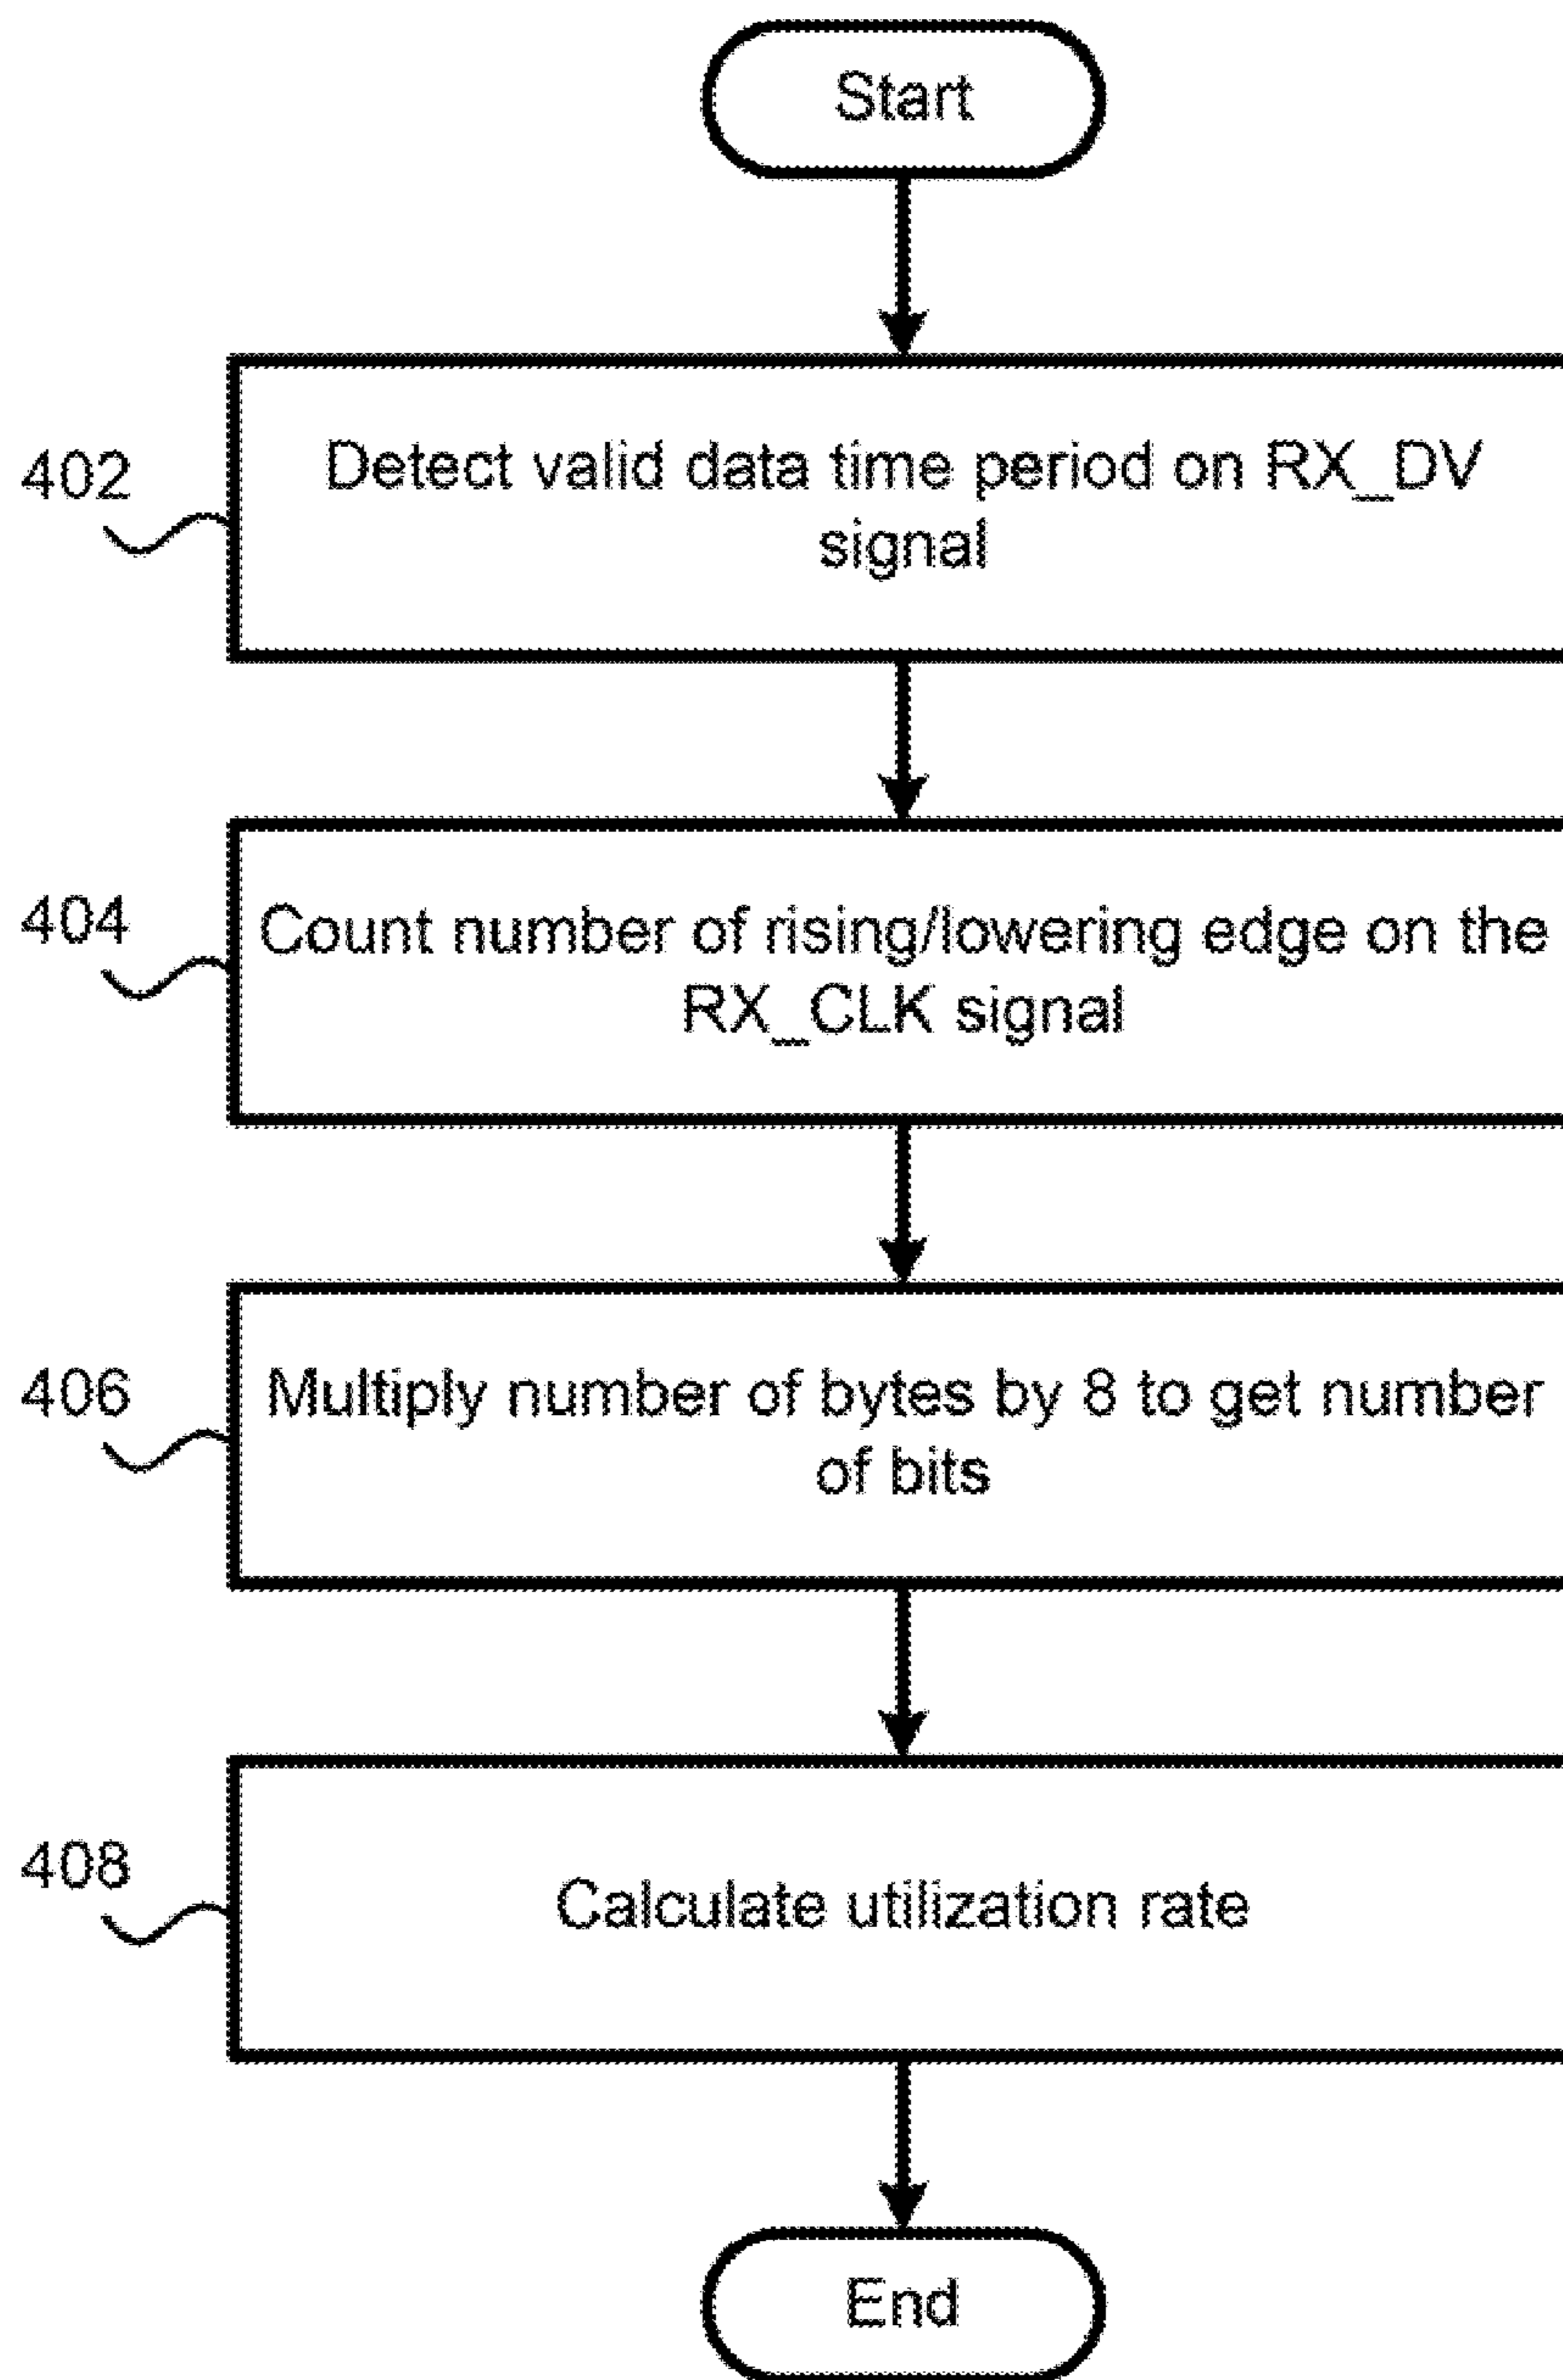 Start
402
Detect valid data time period on RX_DV
signal
404
Count number of rising/lowering edge on the
RX_CLK signal
406
Multiply number of bytes by 8 to get number
of bits
408
Calculate utilization rate
End